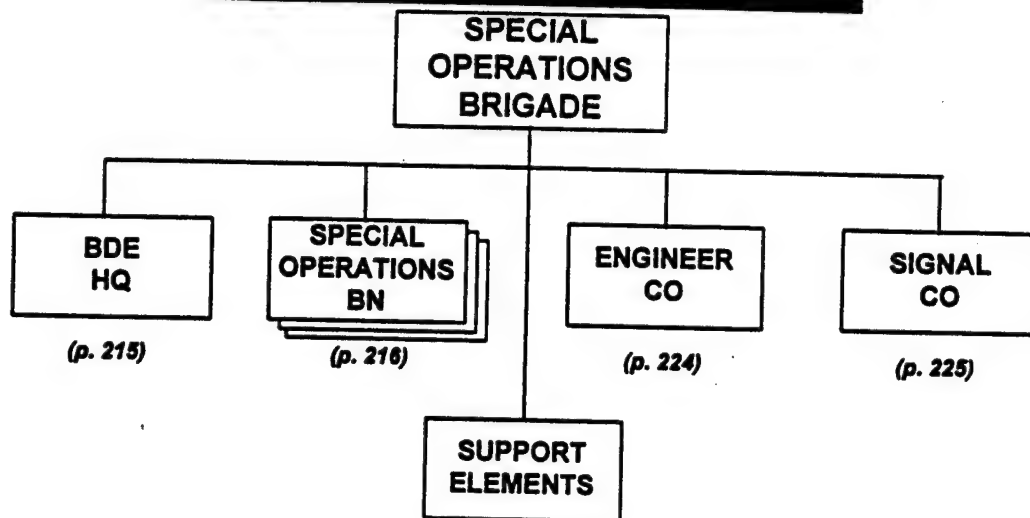 SPECIAL
OPERATIONS
BRIGADE
BDE
HQ
(p. 215)
SPECIAL
OPERATIONS
BN
(p. 216)
ENGINEER
CO
(p. 224)
SIGNAL
CO
(p. 225)
SUPPORT
ELEMENTS